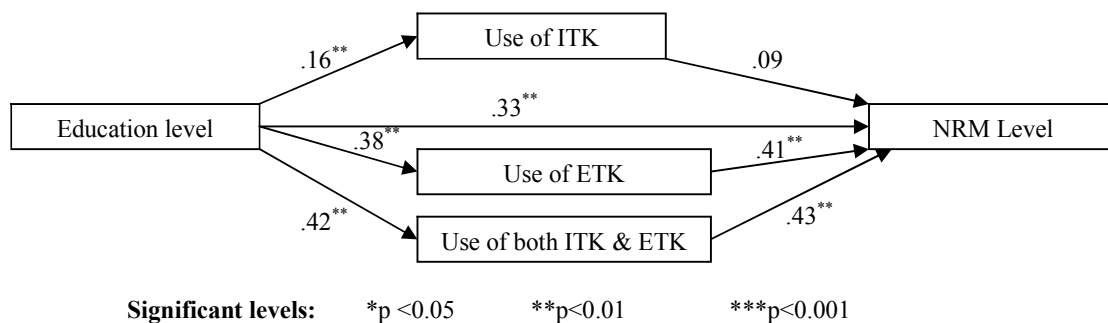 Use of ITK
.16**
.09
.33**
Education level
NRM Level
.38**
.41**
Use of ETK
.42**
.43**
Use of both ITK & ETK
Significant levels: *p <0.05 **p<0.01 ***p<0.001